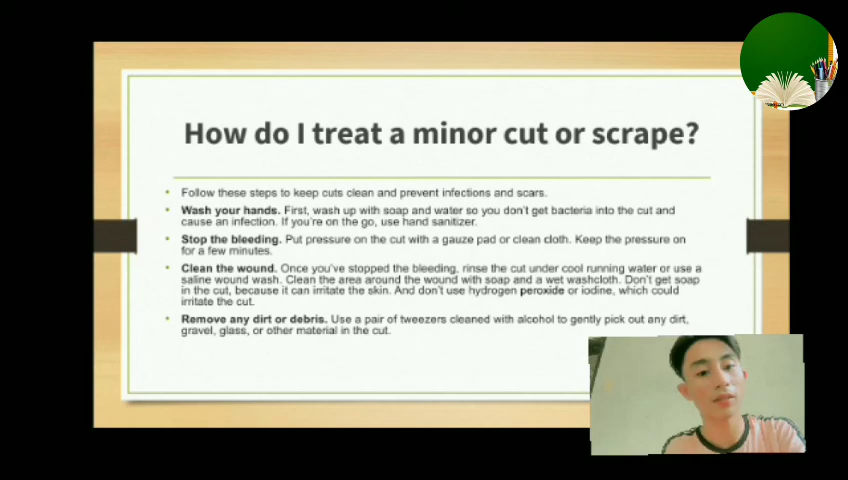 How do I treat a minor cut or scrape?
Follow these steps to keep cuts clean and prevent infections and scars.
Wash your hands. First, wash up with soap and water so you don't get bacteria into the cut and
cause an infection. If you're on the go, use hand sanitizer.
Stop the bleeding. Put pressure on the cut with a gauze pad or clean cloth. Keep the pressure on
for a few minutes.
Clean the wound. Once you've stopped the bleeding, rinse the cut under cool running water or use a
saline wound wash. Clean the area around the wound with soap and a wet washcloth. Don't get soap
in the cut, because it can irritate the skin. And don't use hydrogen peroxide or iodine, which could
irritate the cut.
Remove any dirt or debris. Use a pair of tweezers cleaned with alcohol to gently pick out any dirt,
gravel, glass, or other material in the cut.